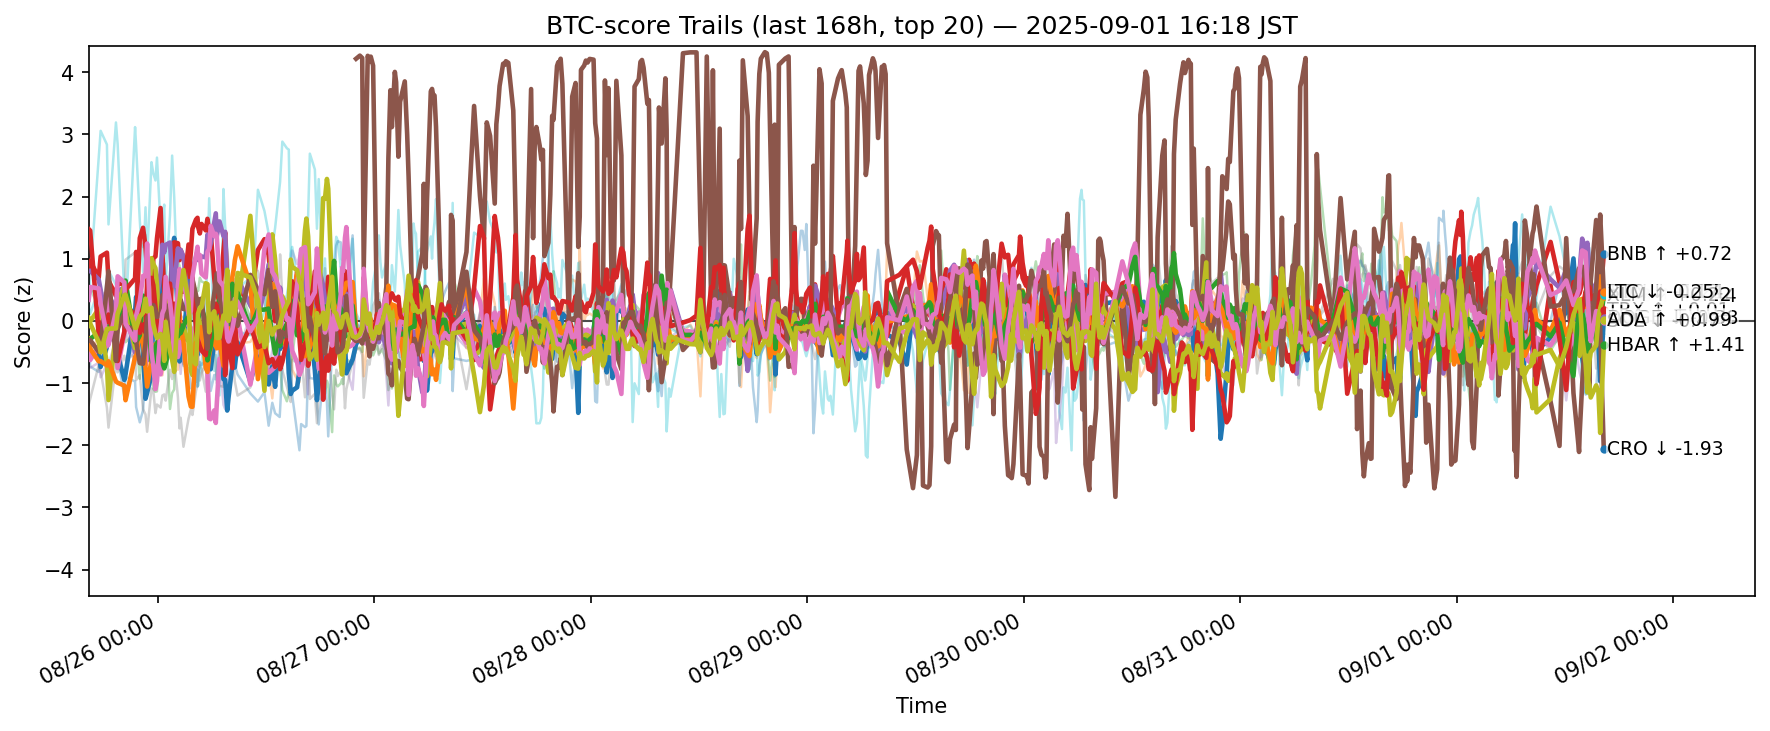 BTC-score Trails (last 168h, top 20) — 2025-09-01 16:18 JST
Score (z)
4
3
2
1
0
−1
−2
−3
−4
BNB ↑ +0.72
LTC ↓ -0.25
ADA ↑ +0.99
HBAR ↑ +1.41
CRO ↓ -1.93
08/26 00:00
08/27 00:00
08/28 00:00
08/29 00:00
08/30 00:00
08/31 00:00
09/01 00:00
09/02 00:00
Time